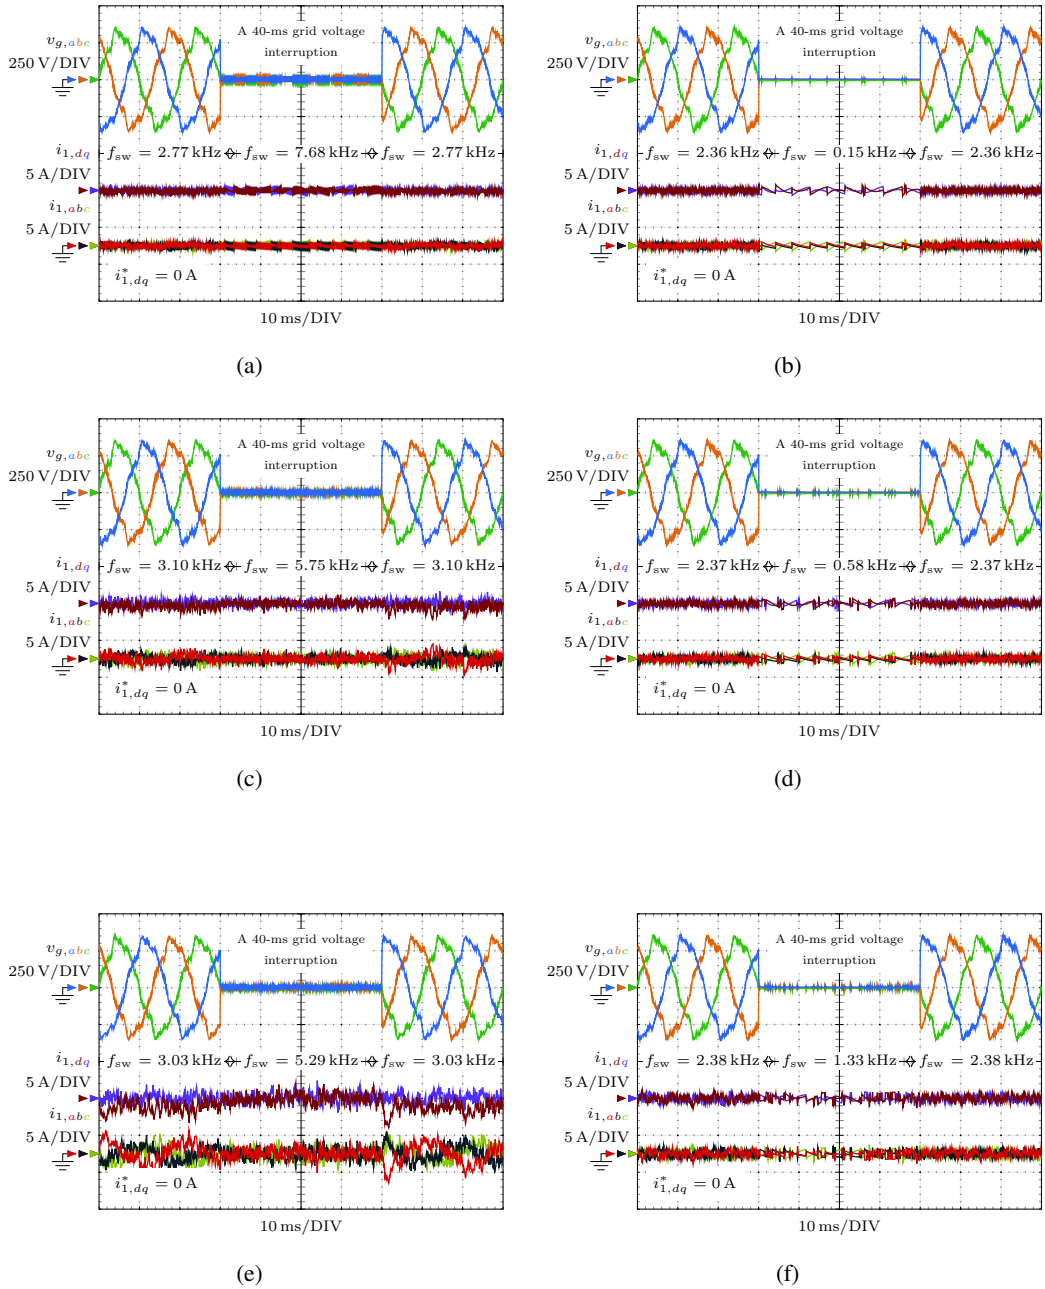 v_{g,abc}
250 V/DIV
A 40-ms grid voltage
interruption
i_{1,dq}
f_sw = 2.77 kHz f_sw = 7.68 kHz f_sw = 2.77 kHz
5 A/DIV
i_{1,abc}
5 A/DIV
i*_{1,dq} = 0 A
10 ms/DIV
(a)
A 40-ms grid voltage
interruption
v_{g,abc}
250 V/DIV
i_{1,dq}
f_sw = 2.36 kHz f_sw = 0.15 kHz f_sw = 2.36 kHz
5 A/DIV
i_{1,abc}
5 A/DIV
i*_{1,dq} = 0 A
10 ms/DIV
(b)
A 40-ms grid voltage
interruption
v_{g,abc}
250 V/DIV
i_{1,dq}
f_sw = 3.10 kHz f_sw = 5.75 kHz f_sw = 3.10 kHz
5 A/DIV
i_{1,abc}
5 A/DIV
i*_{1,dq} = 0 A
10 ms/DIV
(c)
A 40-ms grid voltage
interruption
v_{g,abc}
250 V/DIV
i_{1,dq}
f_sw = 2.37 kHz f_sw = 0.58 kHz f_sw = 2.37 kHz
5 A/DIV
i_{1,abc}
5 A/DIV
i*_{1,dq} = 0 A
10 ms/DIV
(d)
A 40-ms grid voltage
interruption
v_{g,abc}
250 V/DIV
i_{1,dq}
f_sw = 3.03 kHz f_sw = 5.29 kHz f_sw = 3.03 kHz
5 A/DIV
i_{1,abc}
5 A/DIV
i*_{1,dq} = 0 A
10 ms/DIV
(e)
A 40-ms grid voltage
interruption
v_{g,abc}
250 V/DIV
i_{1,dq}
f_sw = 2.38 kHz f_sw = 1.33 kHz f_sw = 2.38 kHz
5 A/DIV
i_{1,abc}
5 A/DIV
i*_{1,dq} = 0 A
10 ms/DIV
(f)